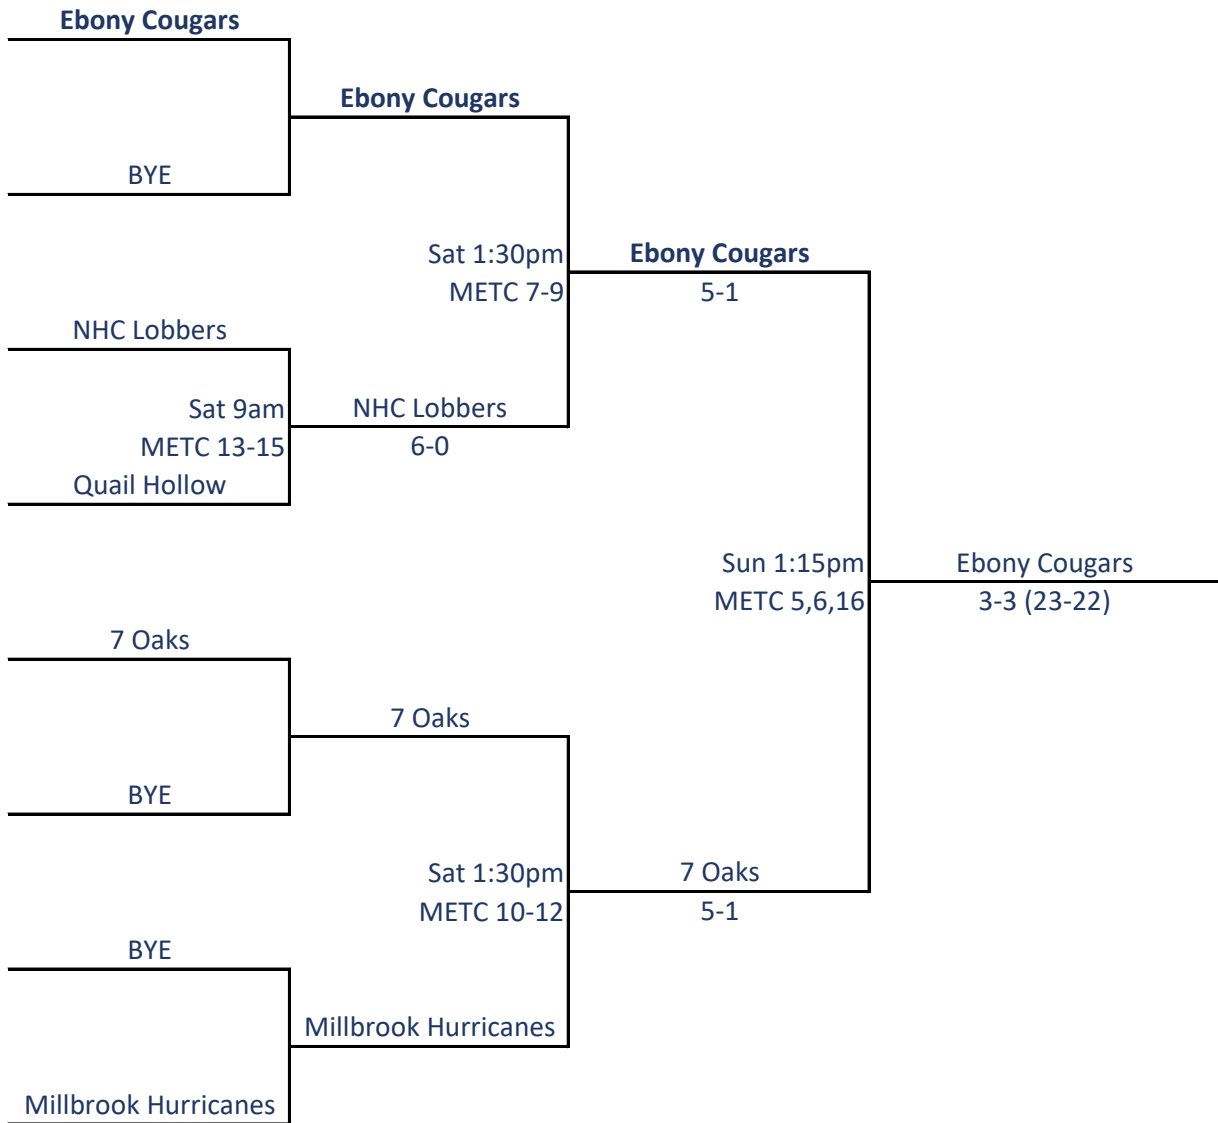 Ebony Cougars
Ebony Cougars
BYE
Sat 1:30pm
METC 7-9
Ebony Cougars
5-1
NHC Lobbers
Sat 9am
METC 13-15
NHC Lobbers
6-0
Quail Hollow
Sun 1:15pm
METC 5,6,16
Ebony Cougars
3-3 (23-22)
7 Oaks
7 Oaks
BYE
Sat 1:30pm
METC 10-12
7 Oaks
5-1
BYE
Millbrook Hurricanes
Millbrook Hurricanes